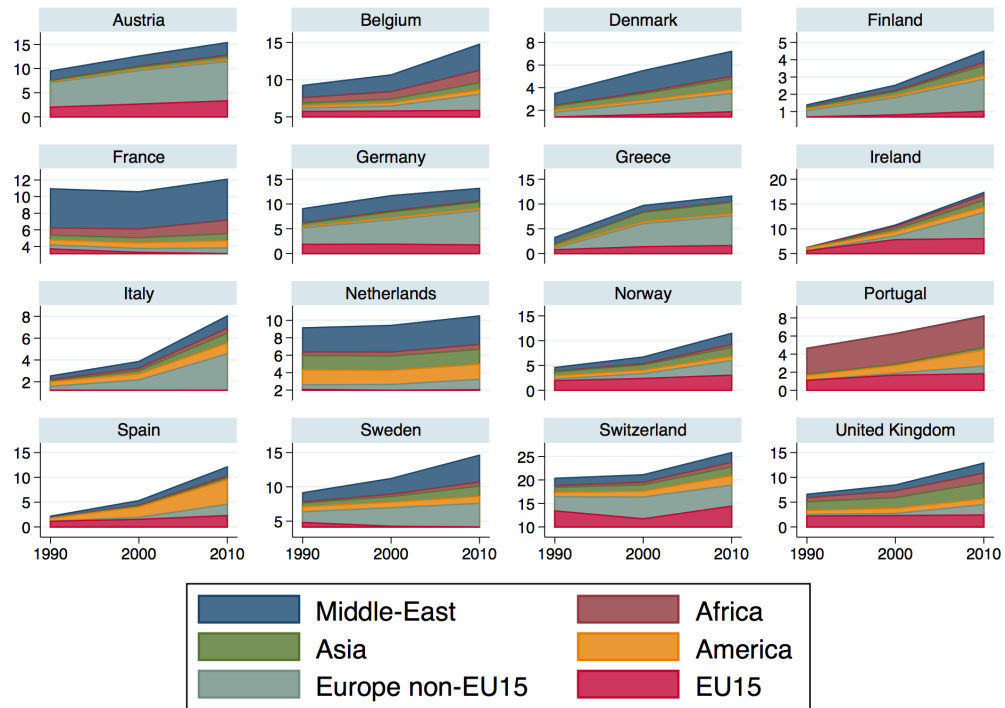 Austria Belgium Denmark Finland
15 15 8 5
10 10 6 4
5 5 4 3
0 2 2
1
France Germany Greece Ireland
12 15 15 20
10 10 10 15
8 5 5 10
6 0 0 5
4
Italy Netherlands Norway Portugal
8 10 15 8
6 8 10 6
4 6 5 4
2 4 0 2
2 0
Spain Sweden Switzerland United Kingdom
15 15 25 15
10 10 20 10
5 5 15 5
0 10 0
1990 2000 2010 1990 2000 2010 1990 2000 2010 1990 2000 2010
Middle-East Africa
Asia America
Europe non-EU15 EU15